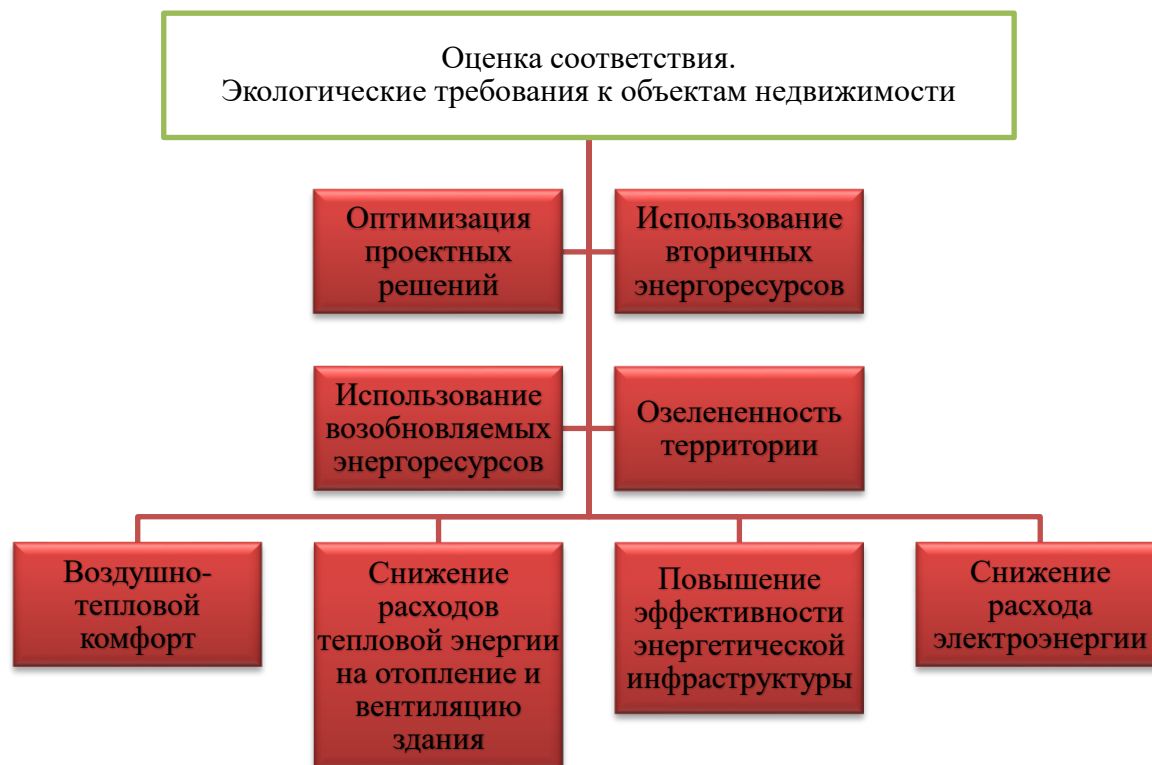 Оценка соответствия.
Экологические требования к объектам недвижимости
Оптимизация
проектных
решений
Использование
вторичных
энергоресурсов
Использование
возобновляемых
энергоресурсов
Озелененность
территории
Воздушно-
тепловой
комфорт
Снижение
расходов
тепловой энергии
на отопление и
вентиляцию
здания
Повышение
эффективности
энергетической
инфраструктуры
Снижение
расхода
электроэнергии